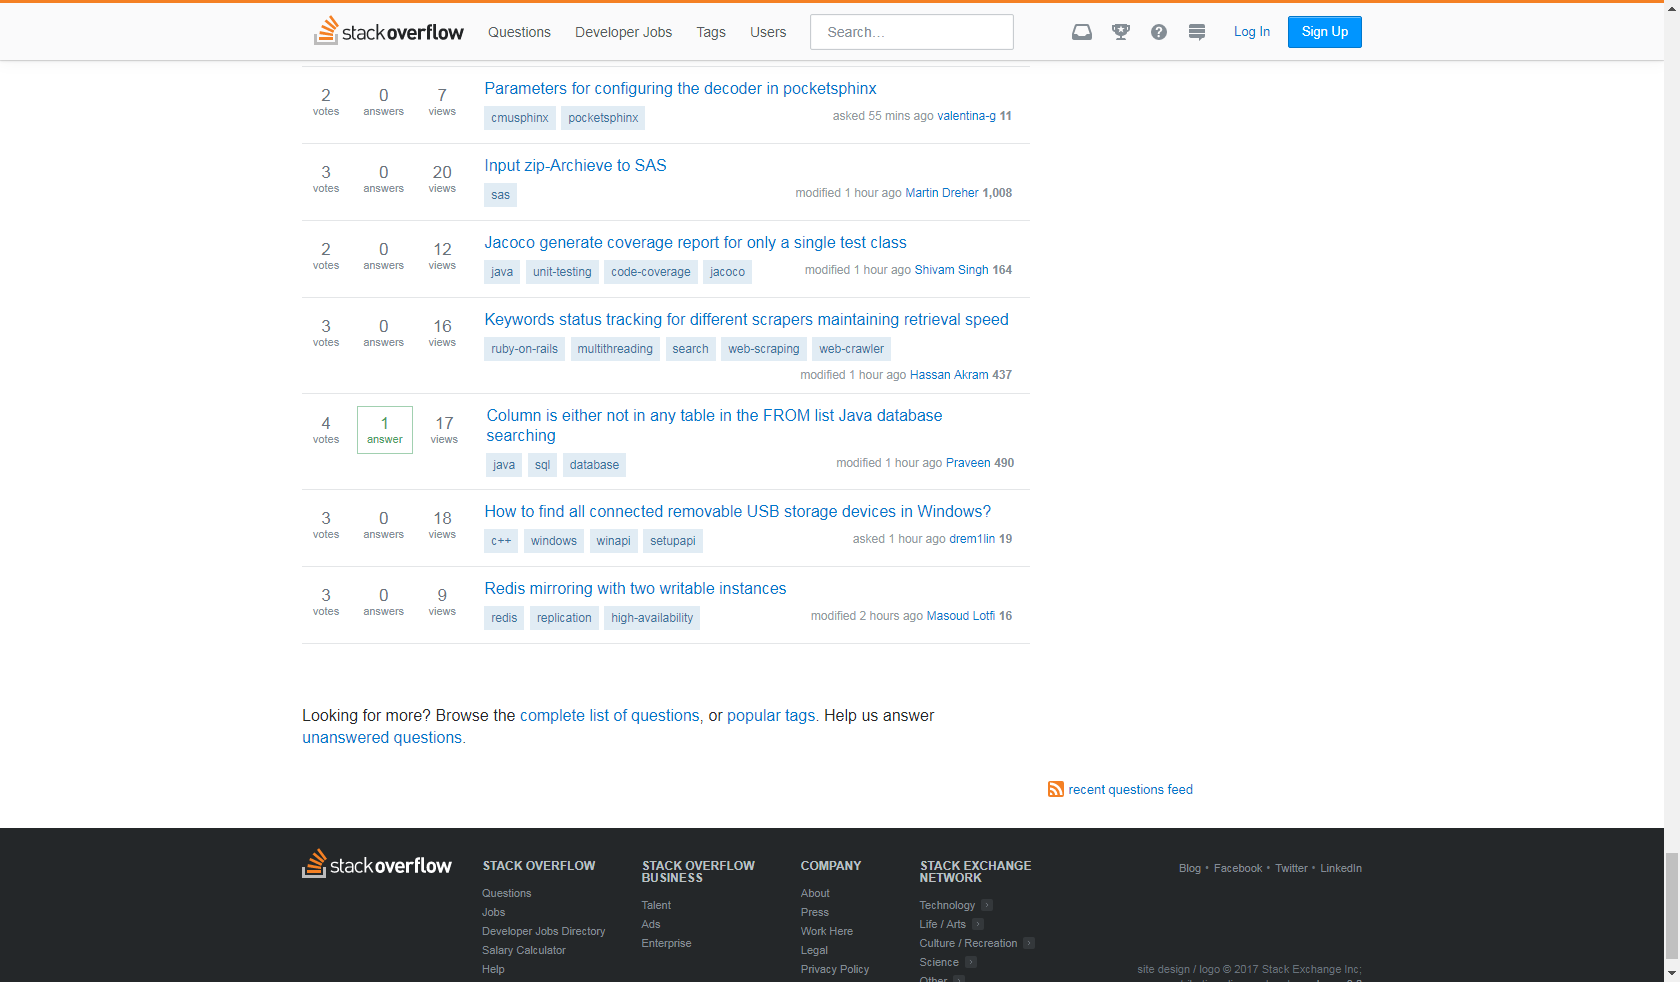 stackoverflow Questions Developer Jobs Tags Users Search... Log In Sign Up
2 votes 0 answers 7 views
Parameters for configuring the decoder in pocketsphinx
cmusphinx pocketsphinx
asked 55 mins ago valentina-g 11
3 votes 0 answers 20 views
Input zip-Archieve to SAS
sas
modified 1 hour ago Martin Dreher 1,008
2 votes 0 answers 12 views
Jacoco generate coverage report for only a single test class
java unit-testing code-coverage jacoco
modified 1 hour ago Shivam Singh 164
3 votes 0 answers 16 views
Keywords status tracking for different scrapers maintaining retrieval speed
ruby-on-rails multithreading search web-scraping web-crawler
modified 1 hour ago Hassan Akram 437
4 votes 1 answer 17 views
Column is either not in any table in the FROM list Java database
searching
java sql database
modified 1 hour ago Praveen 490
3 votes 0 answers 18 views
How to find all connected removable USB storage devices in Windows?
c++ windows winapi setupapi
asked 1 hour ago drem1lin 19
3 votes 0 answers 9 views
Redis mirroring with two writable instances
redis replication high-availability
modified 2 hours ago Masoud Lotfi 16
Looking for more? Browse the complete list of questions, or popular tags. Help us answer
unanswered questions.
recent questions feed
stackoverflow
STACK OVERFLOW
Questions
Jobs
Developer Jobs Directory
Salary Calculator
Help
STACK OVERFLOW
BUSINESS
Talent
Ads
Enterprise
COMPANY
About
Press
Work Here
Legal
Privacy Policy
STACK EXCHANGE
NETWORK
Technology
Life / Arts
Culture / Recreation
Science
Other
Blog • Facebook • Twitter • LinkedIn
site design / logo © 2017 Stack Exchange Inc;